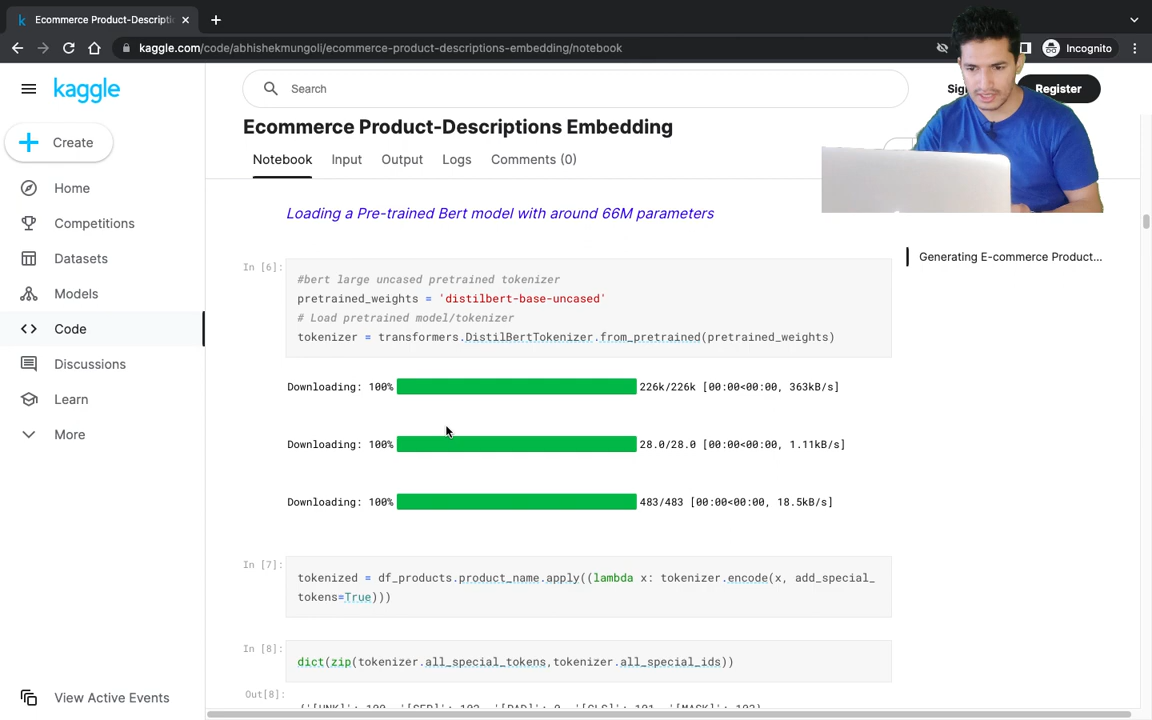 Ecommerce Product-Descripti
kaggle.com/code/abhishekmungoli/ecommerce-product-descriptions-embedding/notebook
Incognito
kaggle
Search
Register
Create
Home
Competitions
Datasets
Models
Code
Discussions
Learn
More
View Active Events
Ecommerce Product-Descriptions Embedding
Notebook Input Output Logs Comments (0)
Loading a Pre-trained Bert model with around 66M parameters
Generating E-commerce Product...
In [6]:
#bert large uncased pretrained tokenizer
pretrained_weights = 'distilbert-base-uncased'
# Load pretrained model/tokenizer
tokenizer = transformers.DistilBertTokenizer.from_pretrained(pretrained_weights)
Downloading: 100% 226k/226k [00:00<00:00, 363kB/s]
Downloading: 100% 28.0/28.0 [00:00<00:00, 1.11kB/s]
Downloading: 100% 483/483 [00:00<00:00, 18.5kB/s]
In [7]:
tokenized = df_products.product_name.apply((lambda x: tokenizer.encode(x, add_special_
tokens=True)))
In [8]:
dict(zip(tokenizer.all_special_tokens,tokenizer.all_special_ids))
Out[8]: